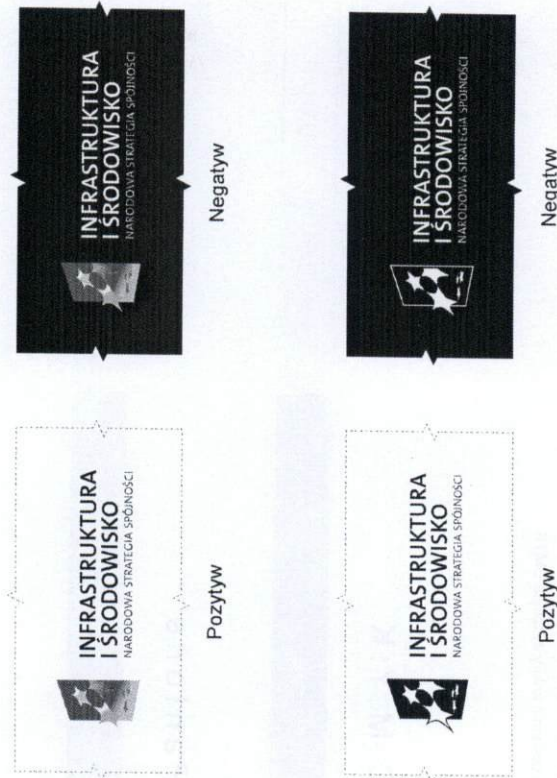 INFRASTRUKTURA
I ŚRODOWISKO
NARODOWA STRATEGIA SPÓJNOŚCI
Pozytyw
INFRASTRUKTURA
I ŚRODOWISKO
NARODOWA STRATEGIA SPÓJNOŚCI
Negatyw
INFRASTRUKTURA
I ŚRODOWISKO
NARODOWA STRATEGIA SPÓJNOŚCI
Pozytyw
INFRASTRUKTURA
I ŚRODOWISKO
NARODOWA STRATEGIA SPÓJNOŚCI
Negatyw